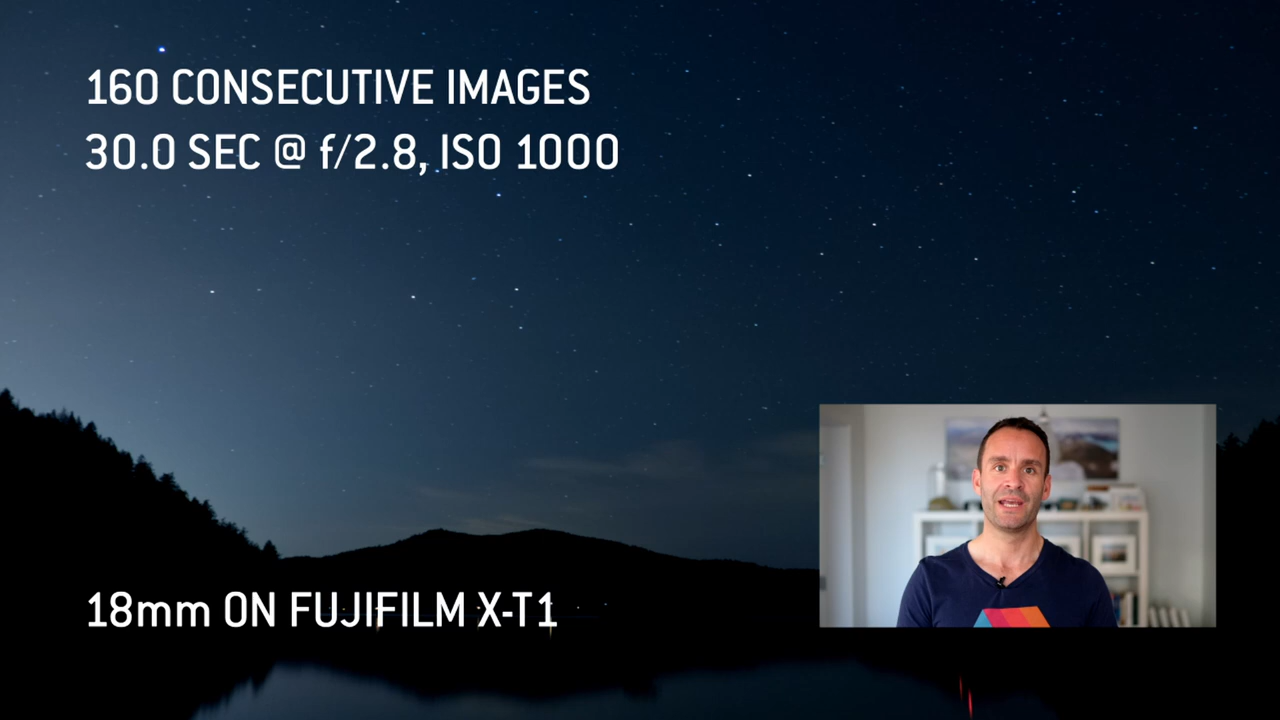 160 CONSECUTIVE IMAGES
30.0 SEC @ f/2.8, ISO 1000
18mm ON FUJIFILM X-T1